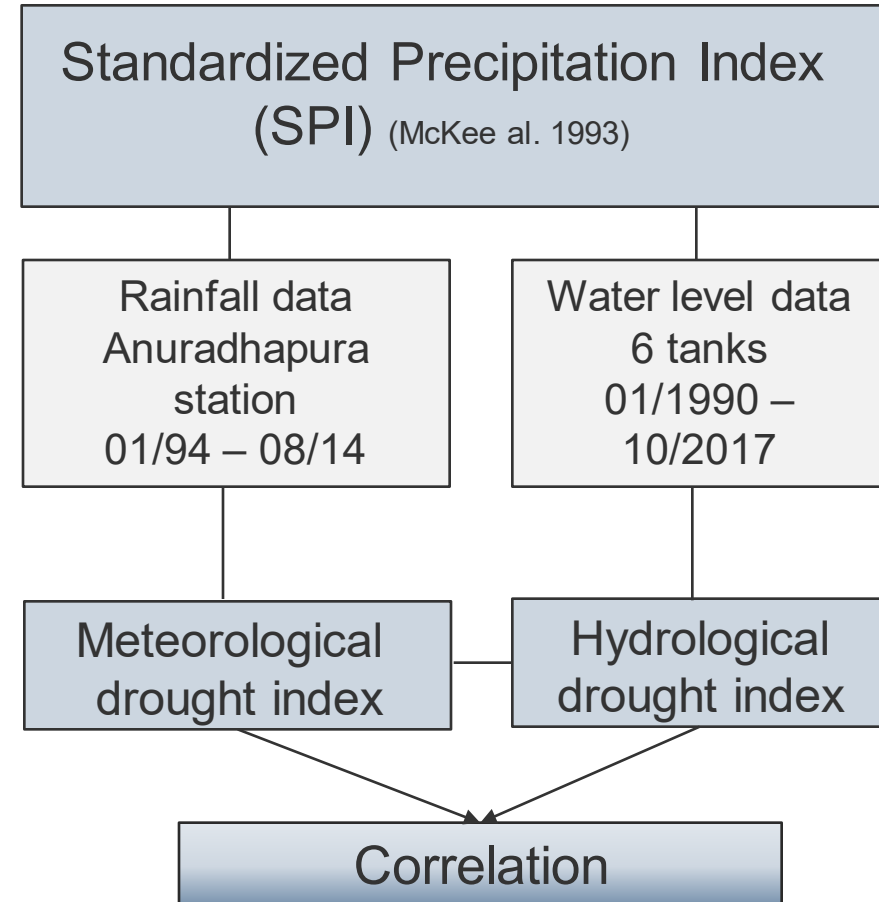 Standardized Precipitation Index
(SPI) (McKee al. 1993)
Rainfall data
Anuradhapura
station
01/94 – 08/14
Water level data
6 tanks
01/1990 –
10/2017
Meteorological
drought index
Hydrological
drought index
Correlation